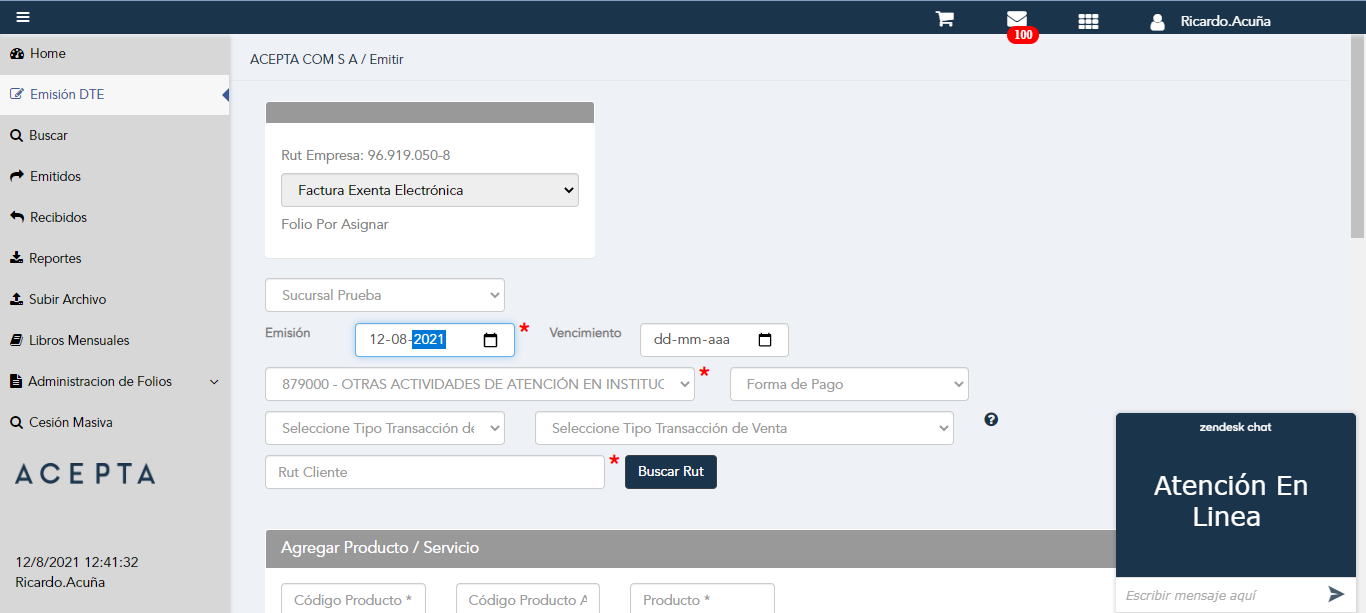 Ricardo.Acuña
100
Home
Emisión DTE
Buscar
Emitidos
Recibidos
Reportes
Subir Archivo
Libros Mensuales
Administracion de Folios
Cesión Masiva
ACEPTA
12/8/2021 12:41:32
Ricardo.Acuña
ACEPTA COM S A / Emitir
Rut Empresa: 96.919.050-8
Factura Exenta Electrónica
Folio Por Asignar
Sucursal Prueba
Emisión 12-08-2021 * Vencimiento dd-mm-aaa
879000 - OTRAS ACTIVIDADES DE ATENCIÓN EN INSTITUC * Forma de Pago
Seleccione Tipo Transacción de Seleccione Tipo Transacción de Venta ?
Rut Cliente * Buscar Rut
Agregar Producto / Servicio
Código Producto * Código Producto A Producto *
zendesk chat
Atención En
Linea
Escribir mensaje aquí